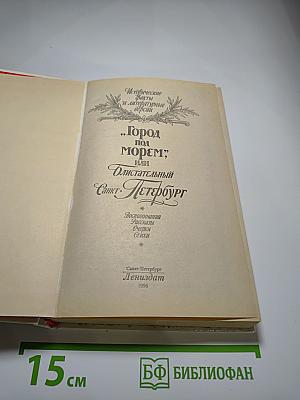 Исторические
факты
и литературные
версии
„Город
под
морем",
или
Блистательный
Санкт-Петербург
Воспоминания
Рассказы
Очерки
Стихи
Санкт-Петербург
Лениздат
1996
15 см
БФ БИБЛИОФАН